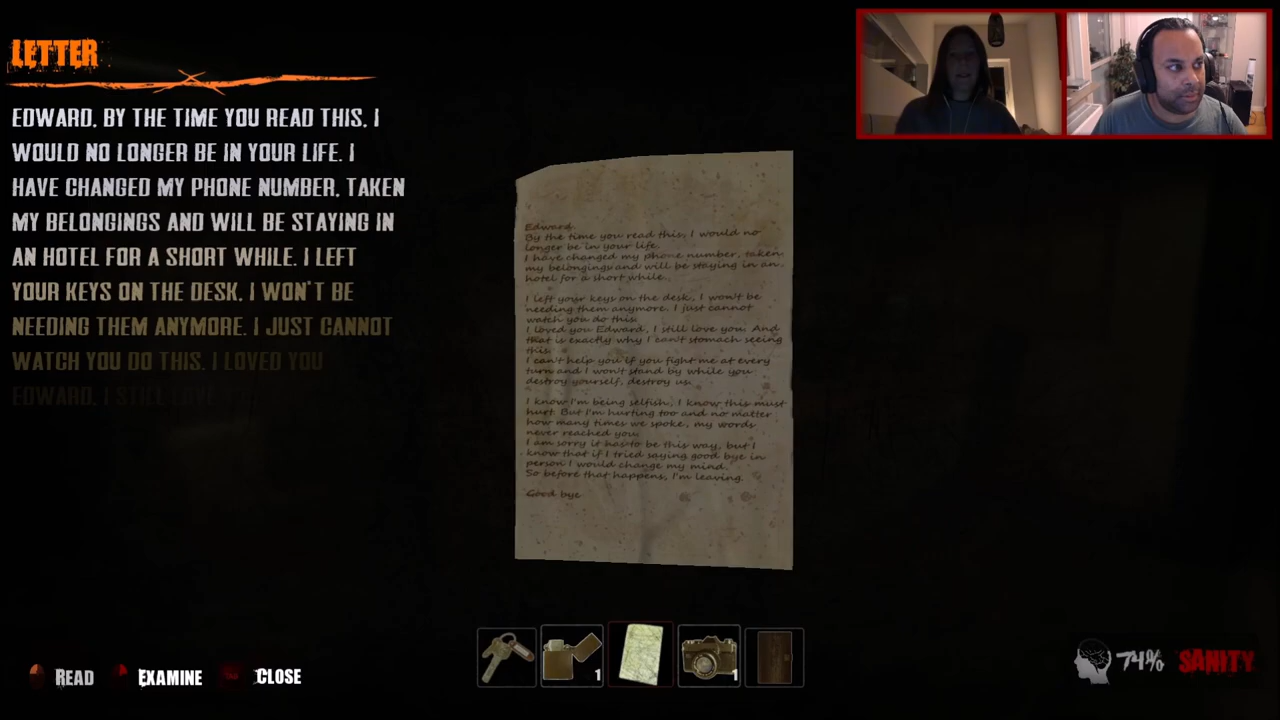 LETTER
EDWARD, BY THE TIME YOU READ THIS, I
WOULD NO LONGER BE IN YOUR LIFE. I
HAVE CHANGED MY PHONE NUMBER, TAKEN
MY BELONGINGS AND WILL BE STAYING IN
AN HOTEL FOR A SHORT WHILE. I LEFT
YOUR KEYS ON THE DESK, I WON'T BE
NEEDING THEM ANYMORE. I JUST CANNOT
WATCH YOU DO THIS. I LOVED YOU
EDWARD, I STILL LOVE
Edward.
By the time you read this, I would no
longer be in your life.
I have changed my phone number, taken
my belongings and will be staying in an
hotel for a short while.
I left your keys on the desk, I won't be
needing them anymore. I just cannot
watch you do this.
I loved you Edward, I still love you. And
that is exactly why I can't stomach seeing
this.
I can't help you if you fight me at every
turn and I won't stand by while you
destroy yourself, destroy us.
I know I'm being selfish, I know this must
hurt. But I'm hurting too and no matter
how many times we spoke, my words
never reached you.
I am sorry it has to be this way, but I
know that if I tried saying good bye in
person I would change my mind.
So before that happens, I'm leaving.
Good bye
1
1
READ EXAMINE CLOSE
74% SANITY